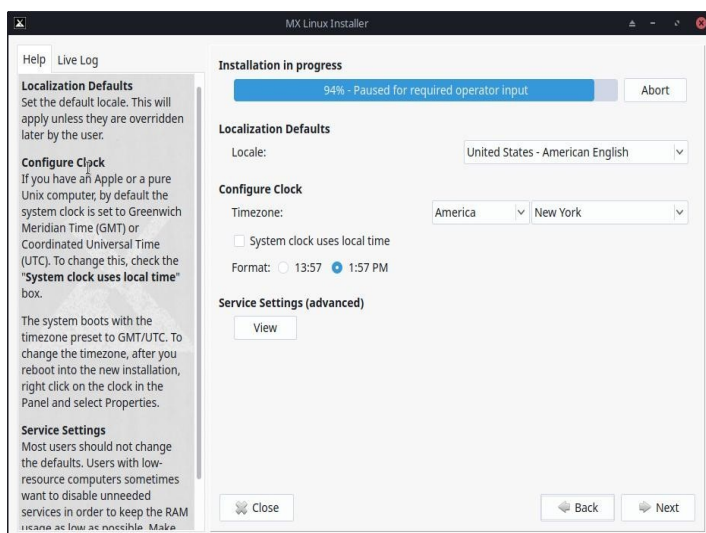 MX Linux Installer
Help Live Log
Localization Defaults
Set the default locale. This will
apply unless they are overridden
later by the user.
Configure Clock
If you have an Apple or a pure
Unix computer, by default the
system clock is set to Greenwich
Meridian Time (GMT) or
Coordinated Universal Time
(UTC). To change this, check the
"System clock uses local time"
box.
The system boots with the
timezone preset to GMT/UTC. To
change the timezone, after you
reboot into the new installation,
right click on the clock in the
Panel and select Properties.
Service Settings
Most users should not change
the defaults. Users with low-
resource computers sometimes
want to disable unneeded
services in order to keep the RAM
usage as low as possible. Make
Installation in progress
94% - Paused for required operator input
Abort
Localization Defaults
Locale: United States - American English
Configure Clock
Timezone: America New York
System clock uses local time
Format: 13:57 1:57 PM
Service Settings (advanced)
View
Close Back Next